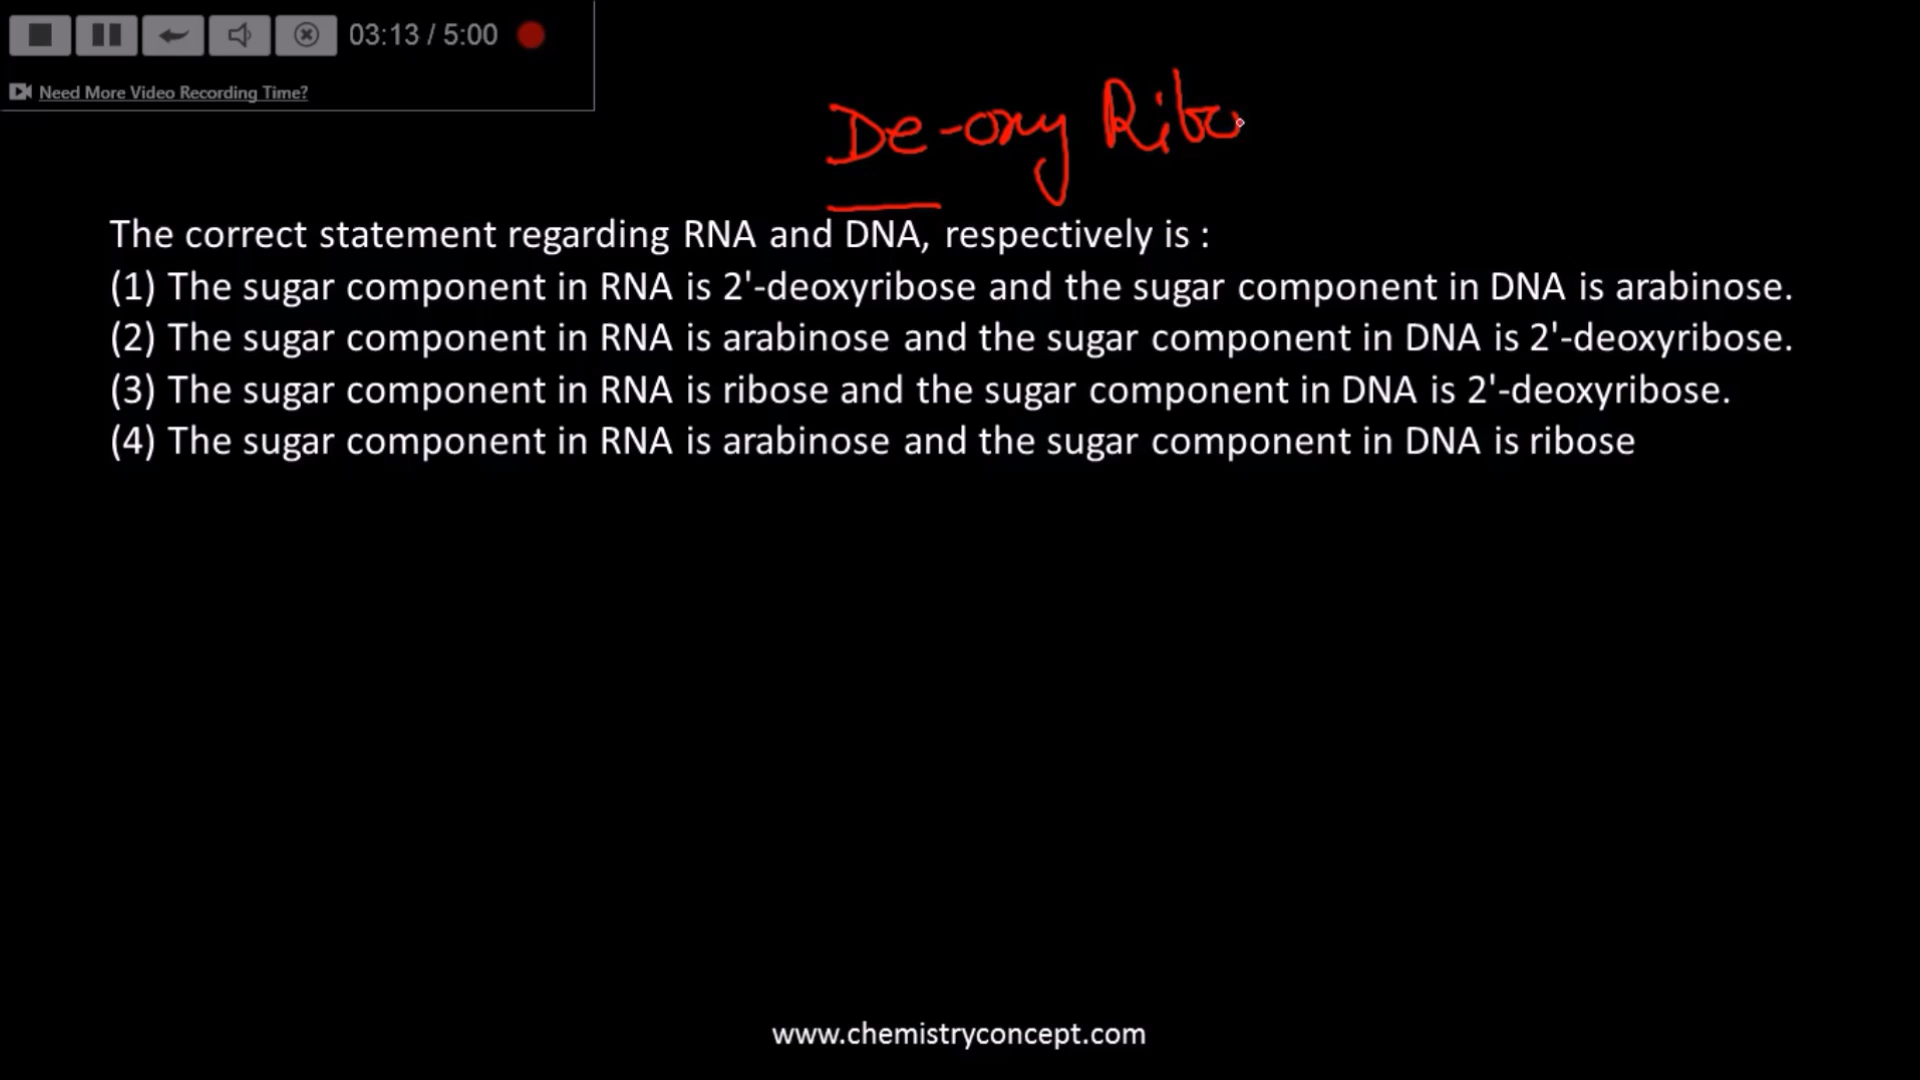 03:13 / 5:00
Need More Video Recording Time?
De-oxy Ribo
The correct statement regarding RNA and DNA, respectively is :
(1) The sugar component in RNA is 2'-deoxyribose and the sugar component in DNA is arabinose.
(2) The sugar component in RNA is arabinose and the sugar component in DNA is 2'-deoxyribose.
(3) The sugar component in RNA is ribose and the sugar component in DNA is 2'-deoxyribose.
(4) The sugar component in RNA is arabinose and the sugar component in DNA is ribose
www.chemistryconcept.com